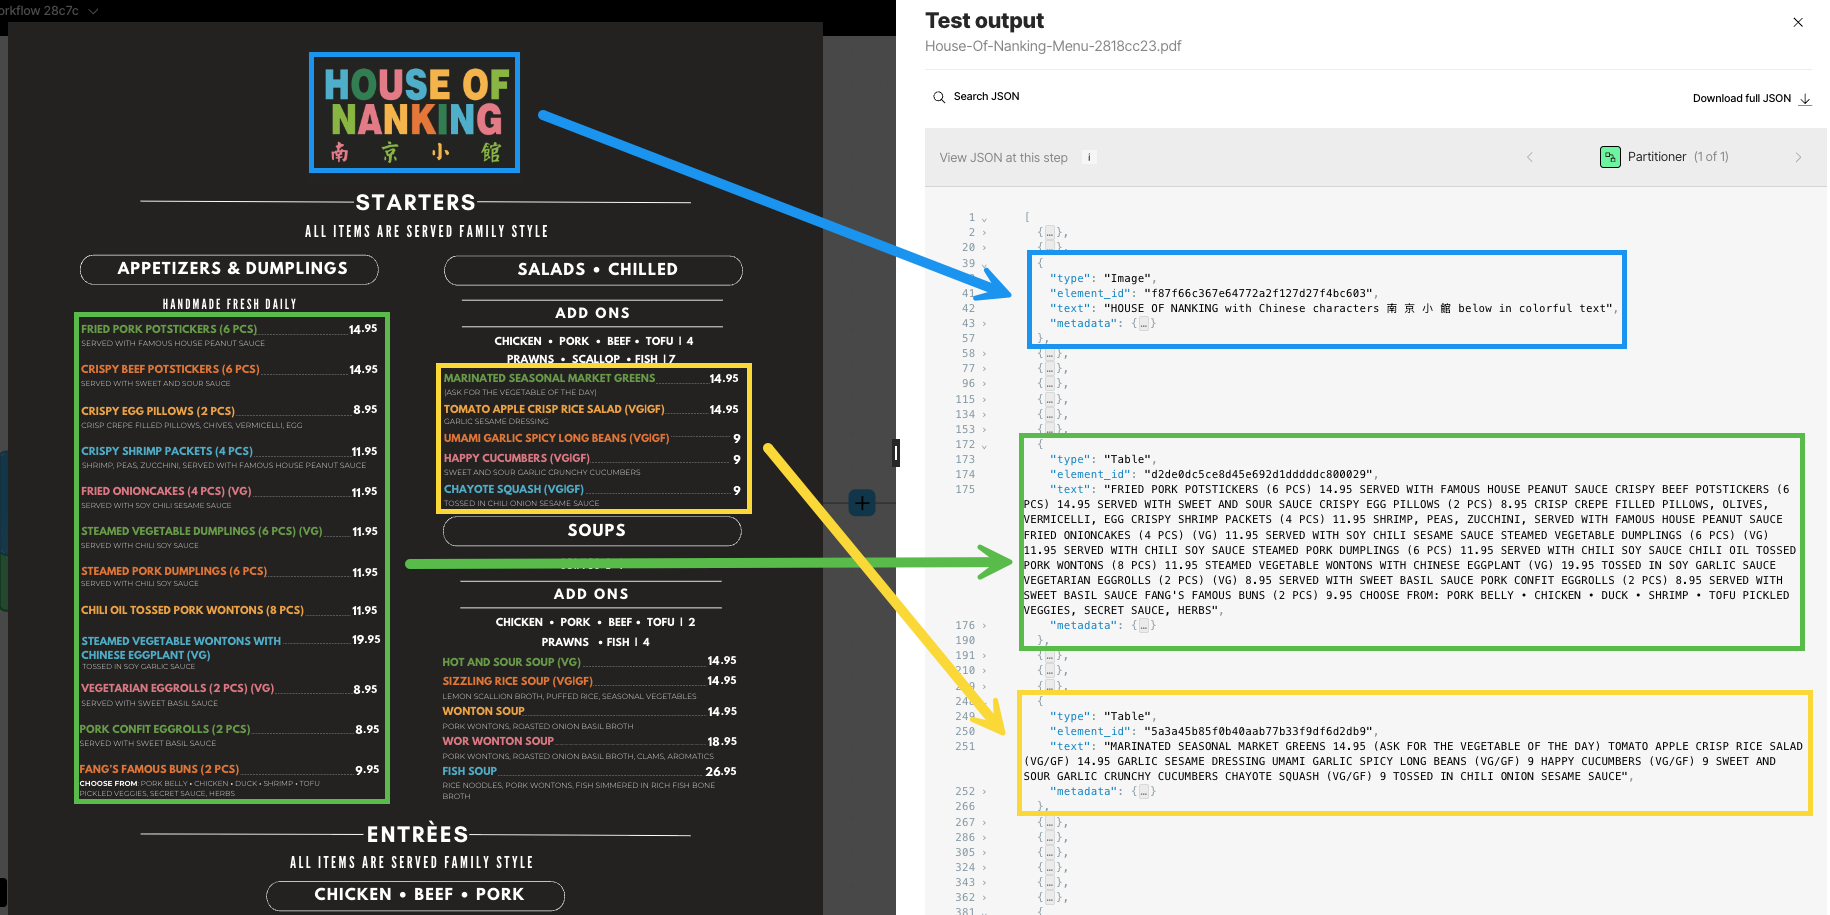 orkflow 28c7c
HOUSE OF
NANKING
南 京 小 館
STARTERS
ALL ITEMS ARE SERVED FAMILY STYLE
APPETIZERS & DUMPLINGS
HANDMADE FRESH DAILY
FRIED PORK POTSTICKERS (6 PCS) 14.95
SERVED WITH FAMOUS HOUSE PEANUT SAUCE
CRISPY BEEF POTSTICKERS (6 PCS) 14.95
SERVED WITH SWEET AND SOUR SAUCE
CRISPY EGG PILLOWS (2 PCS) 8.95
CRISP CREPE FILLED PILLOWS, CHIVES, VERMICELLI, EGG
CRISPY SHRIMP PACKETS (4 PCS) 11.95
SHRIMP, PEAS, ZUCCHINI, SERVED WITH FAMOUS HOUSE PEANUT SAUCE
FRIED ONIONCAKES (4 PCS) (VG) 11.95
SERVED WITH SOY CHILI SESAME SAUCE
STEAMED VEGETABLE DUMPLINGS (6 PCS) (VG) 11.95
SERVED WITH CHILI SOY SAUCE
STEAMED PORK DUMPLINGS (6 PCS) 11.95
SERVED WITH CHILI SOY SAUCE
CHILI OIL TOSSED PORK WONTONS (8 PCS) 11.95
STEAMED VEGETABLE WONTONS WITH 19.95
CHINESE EGGPLANT (VG)
TOSSED IN SOY GARLIC SAUCE
VEGETARIAN EGGROLLS (2 PCS) (VG) 8.95
SERVED WITH SWEET BASIL SAUCE
PORK CONFIT EGGROLLS (2 PCS) 8.95
SERVED WITH SWEET BASIL SAUCE
FANG'S FAMOUS BUNS (2 PCS) 9.95
CHOOSE FROM: PORK BELLY • CHICKEN • DUCK • SHRIMP • TOFU
PICKLED VEGGIES, SECRET SAUCE, HERBS
SALADS • CHILLED
ADD ONS
CHICKEN • PORK • BEEF • TOFU | 4
PRAWNS • SCALLOP • FISH | 7
MARINATED SEASONAL MARKET GREENS 14.95
(ASK FOR THE VEGETABLE OF THE DAY)
TOMATO APPLE CRISP RICE SALAD (VG|GF) 14.95
GARLIC SESAME DRESSING
UMAMI GARLIC SPICY LONG BEANS (VG|GF) 9
HAPPY CUCUMBERS (VG|GF) 9
SWEET AND SOUR GARLIC CRUNCHY CUCUMBERS
CHAYOTE SQUASH (VG|GF) 9
TOSSED IN CHILI ONION SESAME SAUCE
SOUPS
ADD ONS
CHICKEN • PORK • BEEF • TOFU | 2
PRAWNS • FISH | 4
HOT AND SOUR SOUP (VG) 14.95
SIZZLING RICE SOUP (VG|GF) 14.95
LEMON SCALLION BROTH, PUFFED RICE, SEASONAL VEGETABLES
WONTON SOUP 14.95
PORK WONTONS, ROASTED ONION BASIL BROTH
WOR WONTON SOUP 18.95
PORK WONTONS, ROASTED ONION BASIL BROTH, CLAMS, AROMATICS
FISH SOUP 26.95
RICE NOODLES, PORK WONTONS, FISH SIMMERED IN RICH FISH BONE
BROTH
ENTRÈES
ALL ITEMS ARE SERVED FAMILY STYLE
CHICKEN • BEEF • PORK
Test output
House-Of-Nanking-Menu-2818cc23.pdf
Search JSON
Download full JSON
View JSON at this step i
Partitioner (1 of 1)
1 [
2 {…},
20 {…},
39 {
"type": "Image",
41 "element_id": "f87f66c367e64772a2f127d27f4bc603",
42 "text": "HOUSE OF NANKING with Chinese characters 南 京 小 館 below in colorful text",
43 "metadata": {…}
57 },
58 {…},
77 {…},
96 {…},
115 {…},
134 {…},
153 {…},
172 {
173 "type": "Table",
174 "element_id": "d2de0dc5ce8d45e692d1dddddc800029",
175 "text": "FRIED PORK POTSTICKERS (6 PCS) 14.95 SERVED WITH FAMOUS HOUSE PEANUT SAUCE CRISPY BEEF POTSTICKERS (6
PCS) 14.95 SERVED WITH SWEET AND SOUR SAUCE CRISPY EGG PILLOWS (2 PCS) 8.95 CRISP CREPE FILLED PILLOWS, OLIVES,
VERMICELLI, EGG CRISPY SHRIMP PACKETS (4 PCS) 11.95 SHRIMP, PEAS, ZUCCHINI, SERVED WITH FAMOUS HOUSE PEANUT SAUCE
FRIED ONIONCAKES (4 PCS) (VG) 11.95 SERVED WITH SOY CHILI SESAME SAUCE STEAMED VEGETABLE DUMPLINGS (6 PCS) (VG)
11.95 SERVED WITH CHILI SOY SAUCE STEAMED PORK DUMPLINGS (6 PCS) 11.95 SERVED WITH CHILI SOY SAUCE CHILI OIL TOSSED
PORK WONTONS (8 PCS) 11.95 STEAMED VEGETABLE WONTONS WITH CHINESE EGGPLANT (VG) 19.95 TOSSED IN SOY GARLIC SAUCE
VEGETARIAN EGGROLLS (2 PCS) (VG) 8.95 SERVED WITH SWEET BASIL SAUCE PORK CONFIT EGGROLLS (2 PCS) 8.95 SERVED WITH
SWEET BASIL SAUCE FANG'S FAMOUS BUNS (2 PCS) 9.95 CHOOSE FROM: PORK BELLY • CHICKEN • DUCK • SHRIMP • TOFU PICKLED
VEGGIES, SECRET SAUCE, HERBS",
176 "metadata": {…}
190 },
191 {…},
210 {…},
{…},
{
249 "type": "Table",
250 "element_id": "5a3a45b85f0b40aab77b33f9df6d2db9",
251 "text": "MARINATED SEASONAL MARKET GREENS 14.95 (ASK FOR THE VEGETABLE OF THE DAY) TOMATO APPLE CRISP RICE SALAD
(VG/GF) 14.95 GARLIC SESAME DRESSING UMAMI GARLIC SPICY LONG BEANS (VG/GF) 9 HAPPY CUCUMBERS (VG/GF) 9 SWEET AND
SOUR GARLIC CRUNCHY CUCUMBERS CHAYOTE SQUASH (VG/GF) 9 TOSSED IN CHILI ONION SESAME SAUCE",
252 "metadata": {…}
266 },
267 {…},
286 {…},
305 {…},
324 {…},
343 {…},
362 {…},
381 {